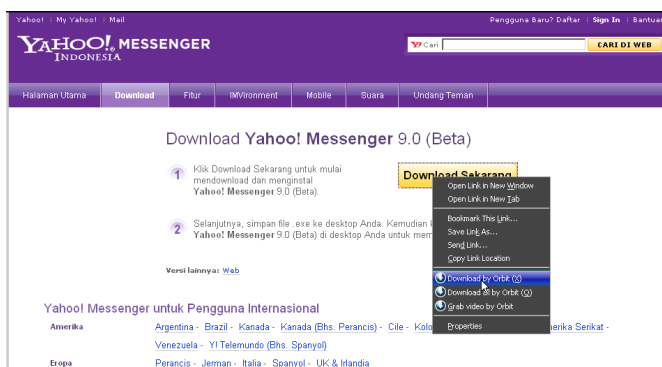 Yahoo! My Yahoo! Mail
Pengguna Baru? Daftar Sign In Bantuan
YAHOO! MESSENGER
INDONESIA
Y! Cari
CARI DI WEB
Halaman Utama Download Fitur IMVironment Mobile Suara Undang Teman
Download Yahoo! Messenger 9.0 (Beta)
1 Klik Download Sekarang untuk mulai
mendownload dan menginstal
Yahoo! Messenger 9.0
(Beta).
Download Sekarang
2 Selanjutnya, simpan file .exe ke desktop Anda. Kemudian
Yahoo! Messenger 9.0 (Beta) di desktop Anda untuk
Versi lainnya: Web
Open Link in New Window
Open Link in New Tab
Bookmark This Link...
Save Link As...
Send Link...
Copy Link Location
Download by Orbit (X)
Download all by Orbit (Q)
Grab video by Orbit
Properties
Yahoo! Messenger untuk Pengguna Internasional
Amerika Argentina - Brazil - Kanada - Kanada (Bhs. Perancis) - Cile - Serikat -
Venezuela - Y! Telemundo (Bhs. Spanyol)
Eropa Perancis - Jerman - Italia - Spanyol - UK & Irlandia